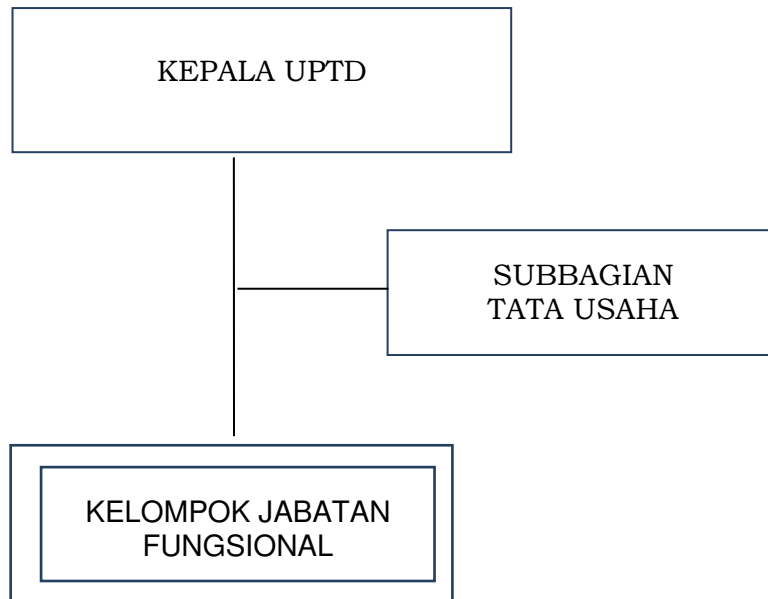 KEPALA UPTD
SUBBAGIAN
TATA USAHA
KELOMPOK JABATAN
FUNGSIONAL